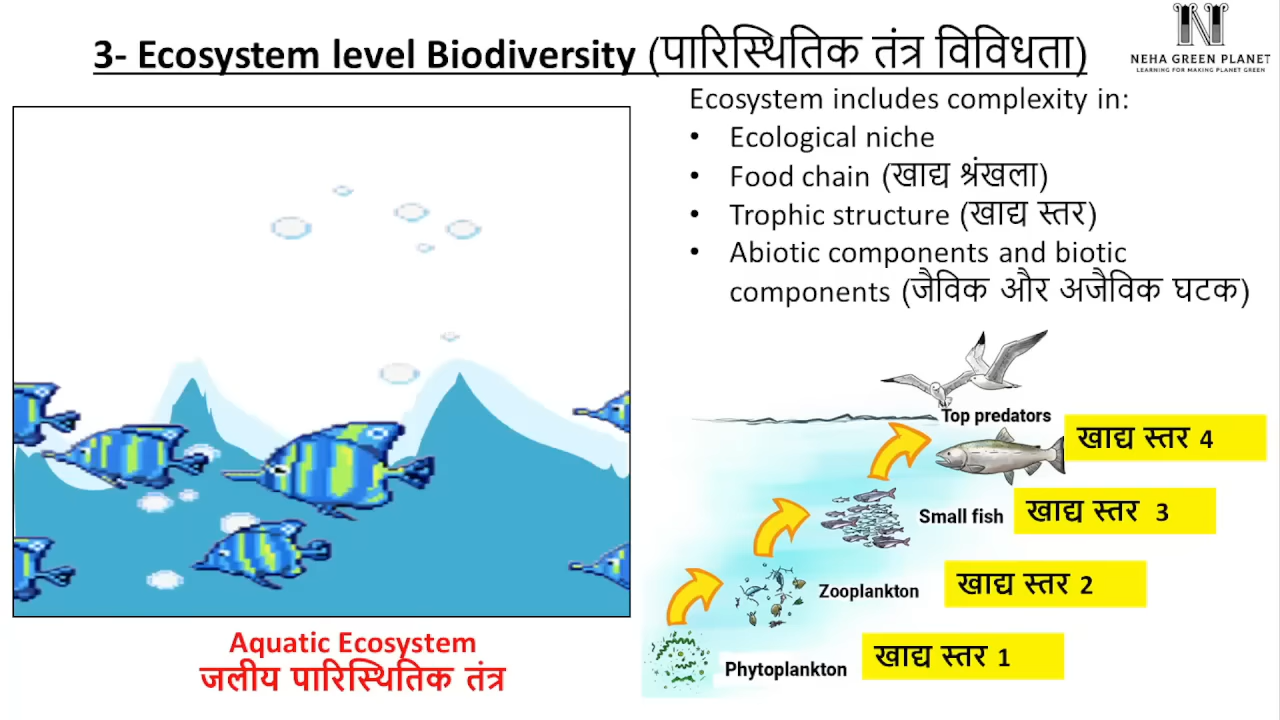 3- Ecosystem level Biodiversity (पारिस्थितिक तंत्र विविधता)
NEHA GREEN PLANET
LEARNING FOR MAKING PLANET GREEN
Ecosystem includes complexity in:
• Ecological niche
• Food chain (खाद्य श्रंखला)
• Trophic structure (खाद्य स्तर)
• Abiotic components and biotic
components (जैविक और अजैविक घटक)
Top predators
खाद्य स्तर 4
Small fish
खाद्य स्तर 3
Zooplankton
खाद्य स्तर 2
Phytoplankton
खाद्य स्तर 1
Aquatic Ecosystem
जलीय पारिस्थितिक तंत्र